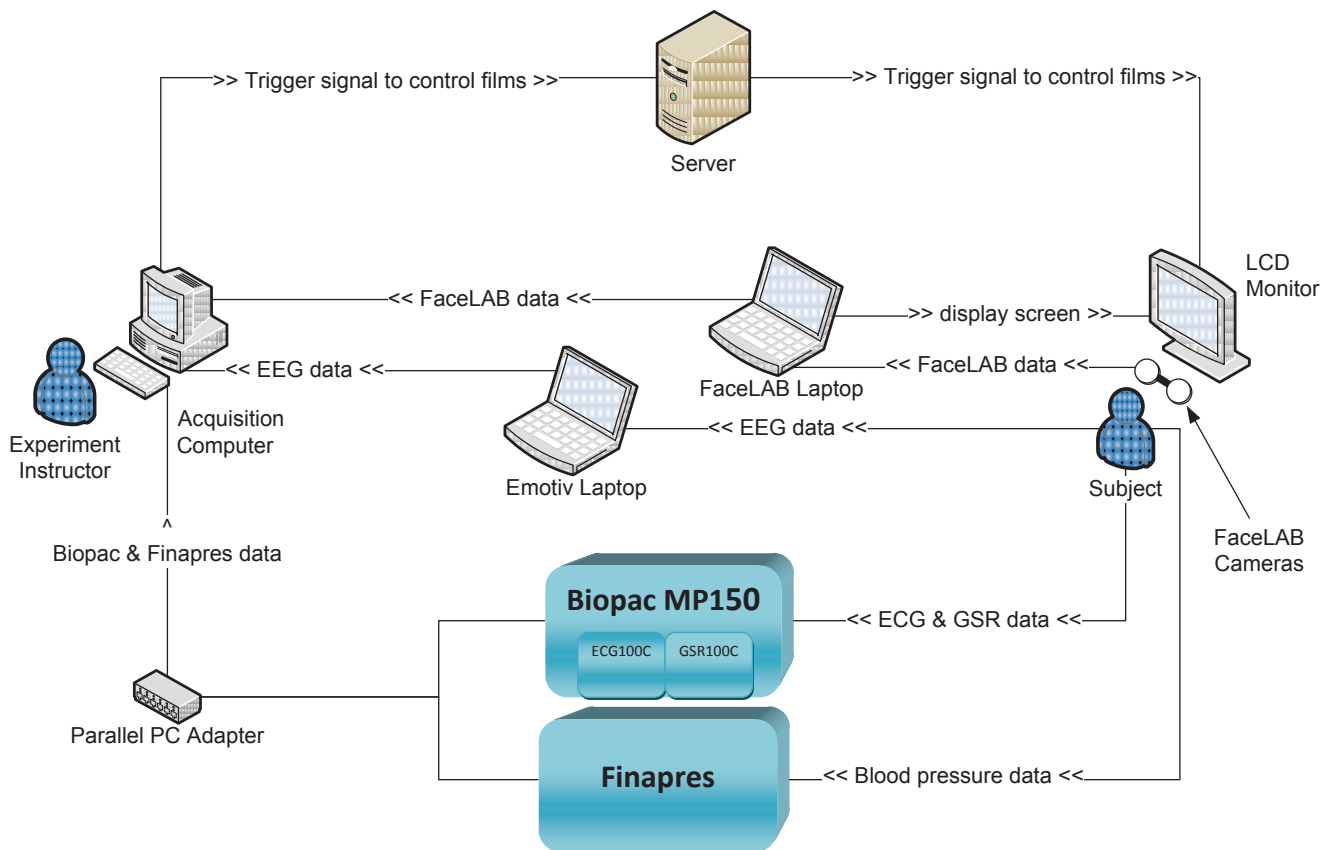 >> Trigger signal to control films >>
>> Trigger signal to control films >>
Server
LCD
Monitor
<< FaceLAB data <<
>> display screen >>
<< FaceLAB data <<
<< EEG data <<
FaceLAB Laptop
Acquisition
Computer
Experiment
Instructor
<< EEG data <<
Emotiv Laptop
Subject
FaceLAB
Cameras
^
Biopac & Finapres data
Biopac MP150
ECG100C
GSR100C
<< ECG & GSR data <<
Parallel PC Adapter
Finapres
<< Blood pressure data <<